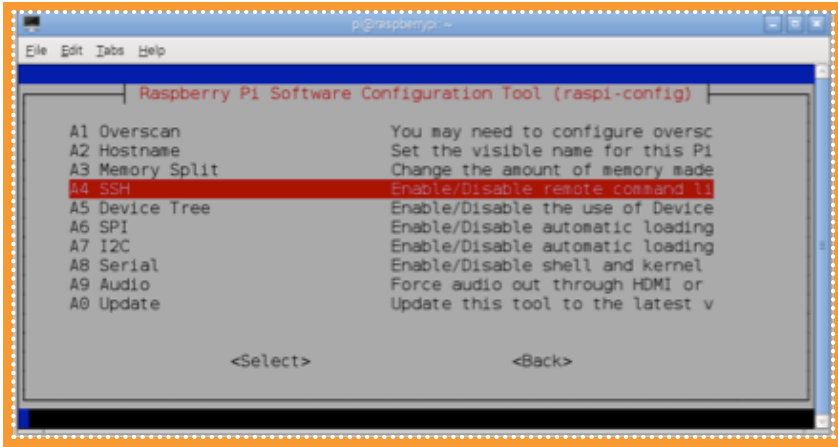 pi@raspberrypi: ~
File Edit Tabs Help
Raspberry Pi Software Configuration Tool (raspi-config)
A1 Overscan You may need to configure oversc
A2 Hostname Set the visible name for this Pi
A3 Memory Split Change the amount of memory made
A4 SSH Enable/Disable remote command li
A5 Device Tree Enable/Disable the use of Device
A6 SPI Enable/Disable automatic loading
A7 I2C Enable/Disable automatic loading
A8 Serial Enable/Disable shell and kernel
A9 Audio Force audio out through HDMI or
A0 Update Update this tool to the latest v
<Select> <Back>